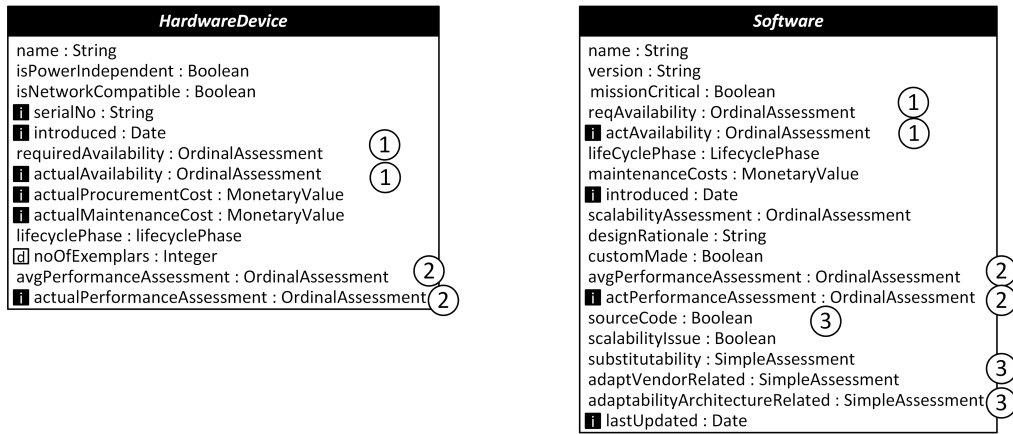 HardwareDevice
name : String
isPowerIndependent : Boolean
isNetworkCompatible : Boolean
i serialNo : String
i introduced : Date
requiredAvailability : OrdinalAssessment 1
i actualAvailability : OrdinalAssessment 1
i actualProcurementCost : MonetaryValue
i actualMaintenanceCost : MonetaryValue
lifecyclePhase : lifecyclePhase
d noOfExemplars : Integer
avgPerformanceAssessment : OrdinalAssessment 2
i actualPerformanceAssessment : OrdinalAssessment 2
Software
name : String
version : String
missionCritical : Boolean
reqAvailability : OrdinalAssessment 1
i actAvailability : OrdinalAssessment 1
lifeCyclePhase : LifecyclePhase
maintenanceCosts : MonetaryValue
i introduced : Date
scalabilityAssessment : OrdinalAssessment
designRationale : String
customMade : Boolean
avgPerformanceAssessment : OrdinalAssessment 2
i actPerformanceAssessment : OrdinalAssessment 2
sourceCode : Boolean 3
scalabilityIssue : Boolean
substitutability : SimpleAssessment
adaptVendorRelated : SimpleAssessment 3
adaptabilityArchitectureRelated : SimpleAssessment 3
i lastUpdated : Date